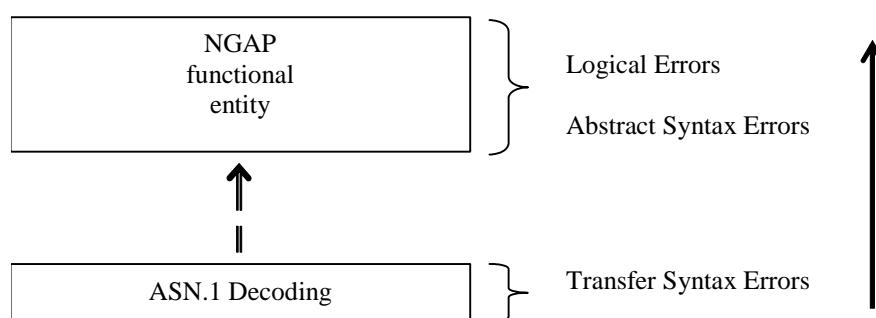 NGAP
functional
entity
Logical Errors
Abstract Syntax Errors
ASN.1 Decoding
Transfer Syntax Errors